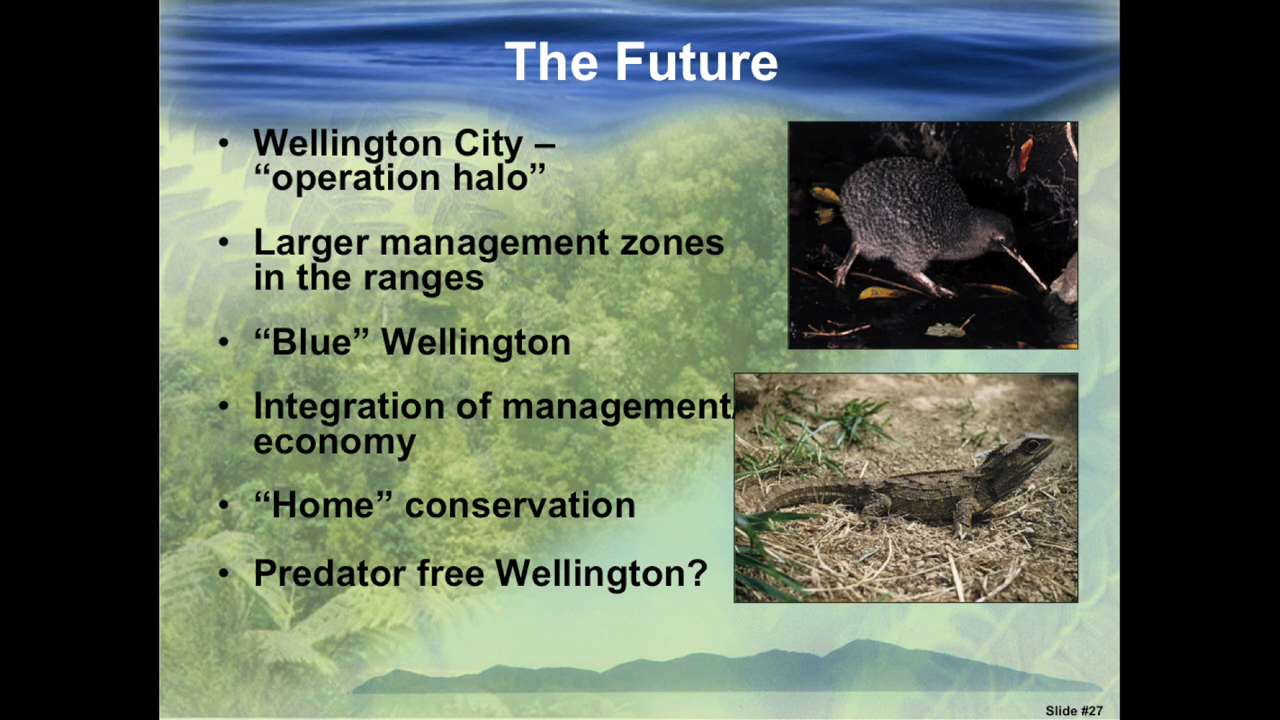 The Future
• Wellington City –
“operation halo”
• Larger management zones
in the ranges
• “Blue” Wellington
• Integration of management/
economy
• “Home” conservation
• Predator free Wellington?
Slide #27